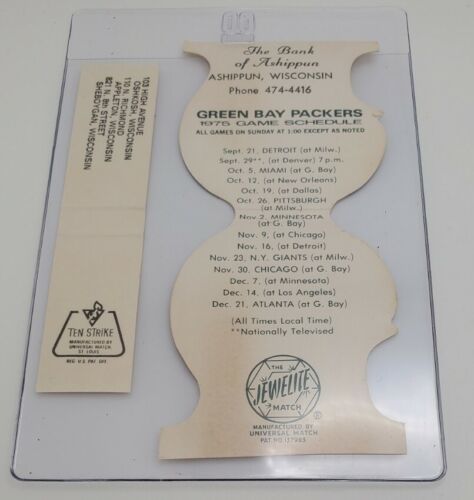 103 HIGH AVENUE
OSHKOSH, WISCONSIN
110 N. RICHMOND
APPLETON, WISCONSIN
821 N. 8th STREET
SHEBOYGAN, WISCONSIN
TEN STRIKE
MANUFACTURED BY
UNIVERSAL MATCH
ST. LOUIS
REG. U.S. PAT. OFF.
The Bank
of Ashippun
ASHIPPUN, WISCONSIN
Phone 474-4416
GREEN BAY PACKERS
1975 GAME SCHEDULE
ALL GAMES ON SUNDAY AT 1:00 EXCEPT AS NOTED
Sept. 21, DETROIT (at Milw.)
Sept. 29**, (at Denver) 7 p.m.
Oct. 5, MIAMI (at G. Bay)
Oct. 12, (at New Orleans)
Oct. 19, (at Dallas)
Oct. 26, PITTSBURGH
(at Milw.)
Nov. 2, MINNESOTA
(at G. Bay)
Nov. 9, (at Chicago)
Nov. 16, (at Detroit)
Nov. 23, N.Y. GIANTS (at Milw.)
Nov. 30, CHICAGO (at G. Bay)
Dec. 7, (at Minnesota)
Dec. 14, (at Los Angeles)
Dec. 21, ATLANTA (at G. Bay)
(All Times Local Time)
**Nationally Televised
THE
JEWELITE
MATCH
®
MANUFACTURED BY
UNIVERSAL MATCH
PAT. NO.